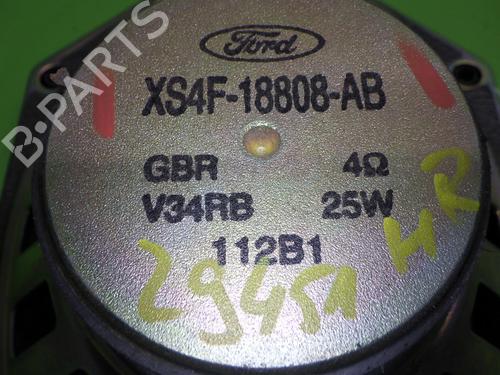 Ford
XS4F-18808-AB
GBR 4Ω
V34RB 25W
112B1
29451 HR
B-PARTS